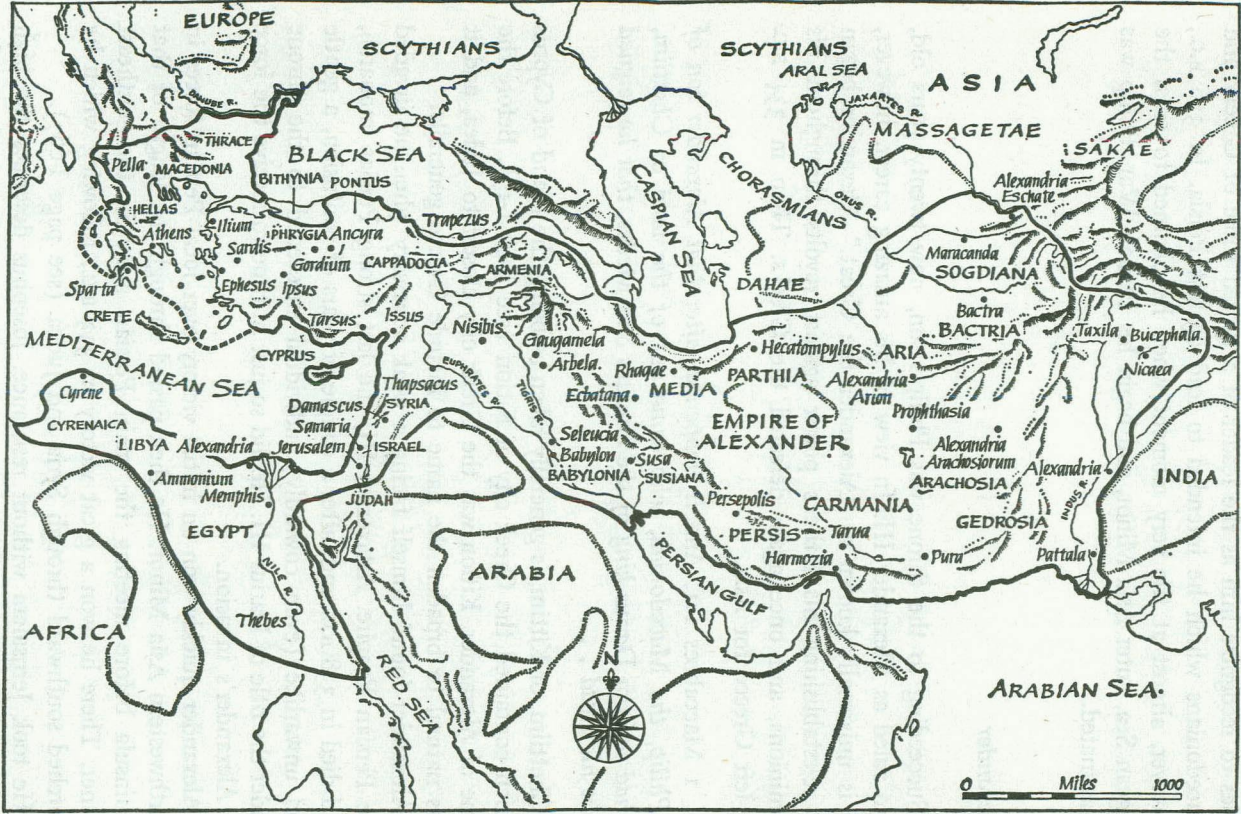 EUROPE
SCYTHIANS
SCYTHIANS
ARAL SEA
ASIA
DANUBE R.
JAXARTES R.
MASSAGETAE
THRACE
BLACK SEA
SAKAE
Pella
MACEDONIA
BITHYNIA
PONTUS
CHORASMIANS
CASPIAN SEA
OXUS R.
Alexandria
Eschate
HELLAS
Athens
Ilium
PHRYGIA
Ancyra
Trapezus
Sardis
Gordium
CAPPADOCIA
ARMENIA
Maracanda
SOGDIANA
DAHAE
Sparta
Ephesus
Ipsus
Bactra
BACTRIA
CRETE
Tarsus
Issus
Nisibis
Gaugamela
Arbela
Hecatompylus
ARIA
Taxila
Bucephala
Nicaea
MEDITERRANEAN SEA
CYPRUS
EUPHRATES R.
TIGRIS R.
Rhagae
MEDIA
PARTHIA
Alexandria
Arion
Cyrene
Thapsacus
SYRIA
Ecbatana
Prophthasia
CYRENAICA
Damascus
Samaria
EMPIRE OF
ALEXANDER
LIBYA
Alexandria
Jerusalem
ISRAEL
Seleucia
Babylon
BABYLONIA
Susa
SUSIANA
Alexandria
Arachosiorum
ARACHOSIA
Alexandria
INDIA
Ammonium
Memphis
JUDAH
Persepolis
CARMANIA
INDUS R.
EGYPT
PERSIS
Tarua
GEDROSIA
Harmozia
Pura
Pattala
NILE R.
ARABIA
PERSIAN GULF
AFRICA
Thebes
RED SEA
N
ARABIAN SEA.
0 Miles 1000